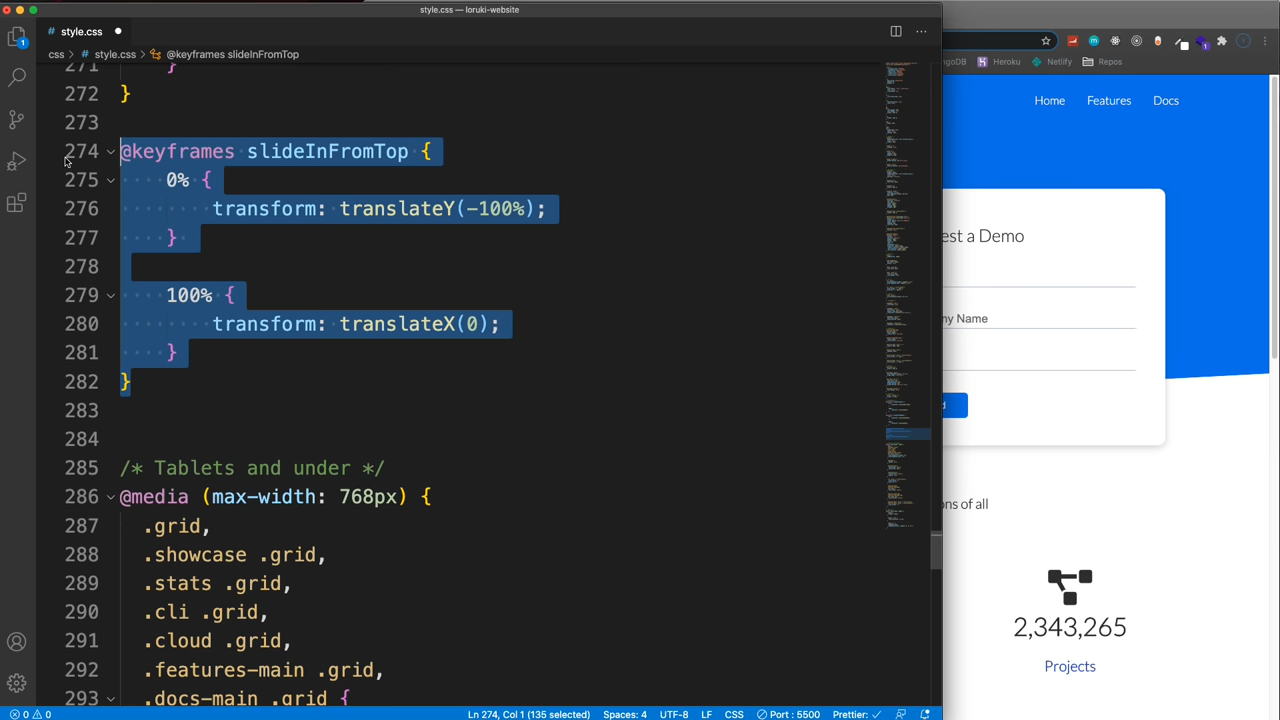 style.css — loruki-website
# style.css
css > # style.css > @keyframes slideInFromTop
271 }
272 }
273
274 @keyframes slideInFromTop {
275 0% {
276 transform: translateY(-100%);
277 }
278
279 100% {
280 transform: translateX(0);
281 }
282 }
283
284
285 /* Tablets and under */
286 @media (max-width: 768px) {
287 .grid,
288 .showcase .grid,
289 .stats .grid,
290 .cli .grid,
291 .cloud .grid,
292 .features-main .grid,
293 .docs-main .grid {
1
0 0 Ln 274, Col 1 (135 selected) Spaces: 4 UTF-8 LF CSS Port : 5500 Prettier: ✓
ngoDB Heroku Netlify Repos
Home Features Docs
est a Demo
ny Name
d
ons of all
2,343,265
Projects